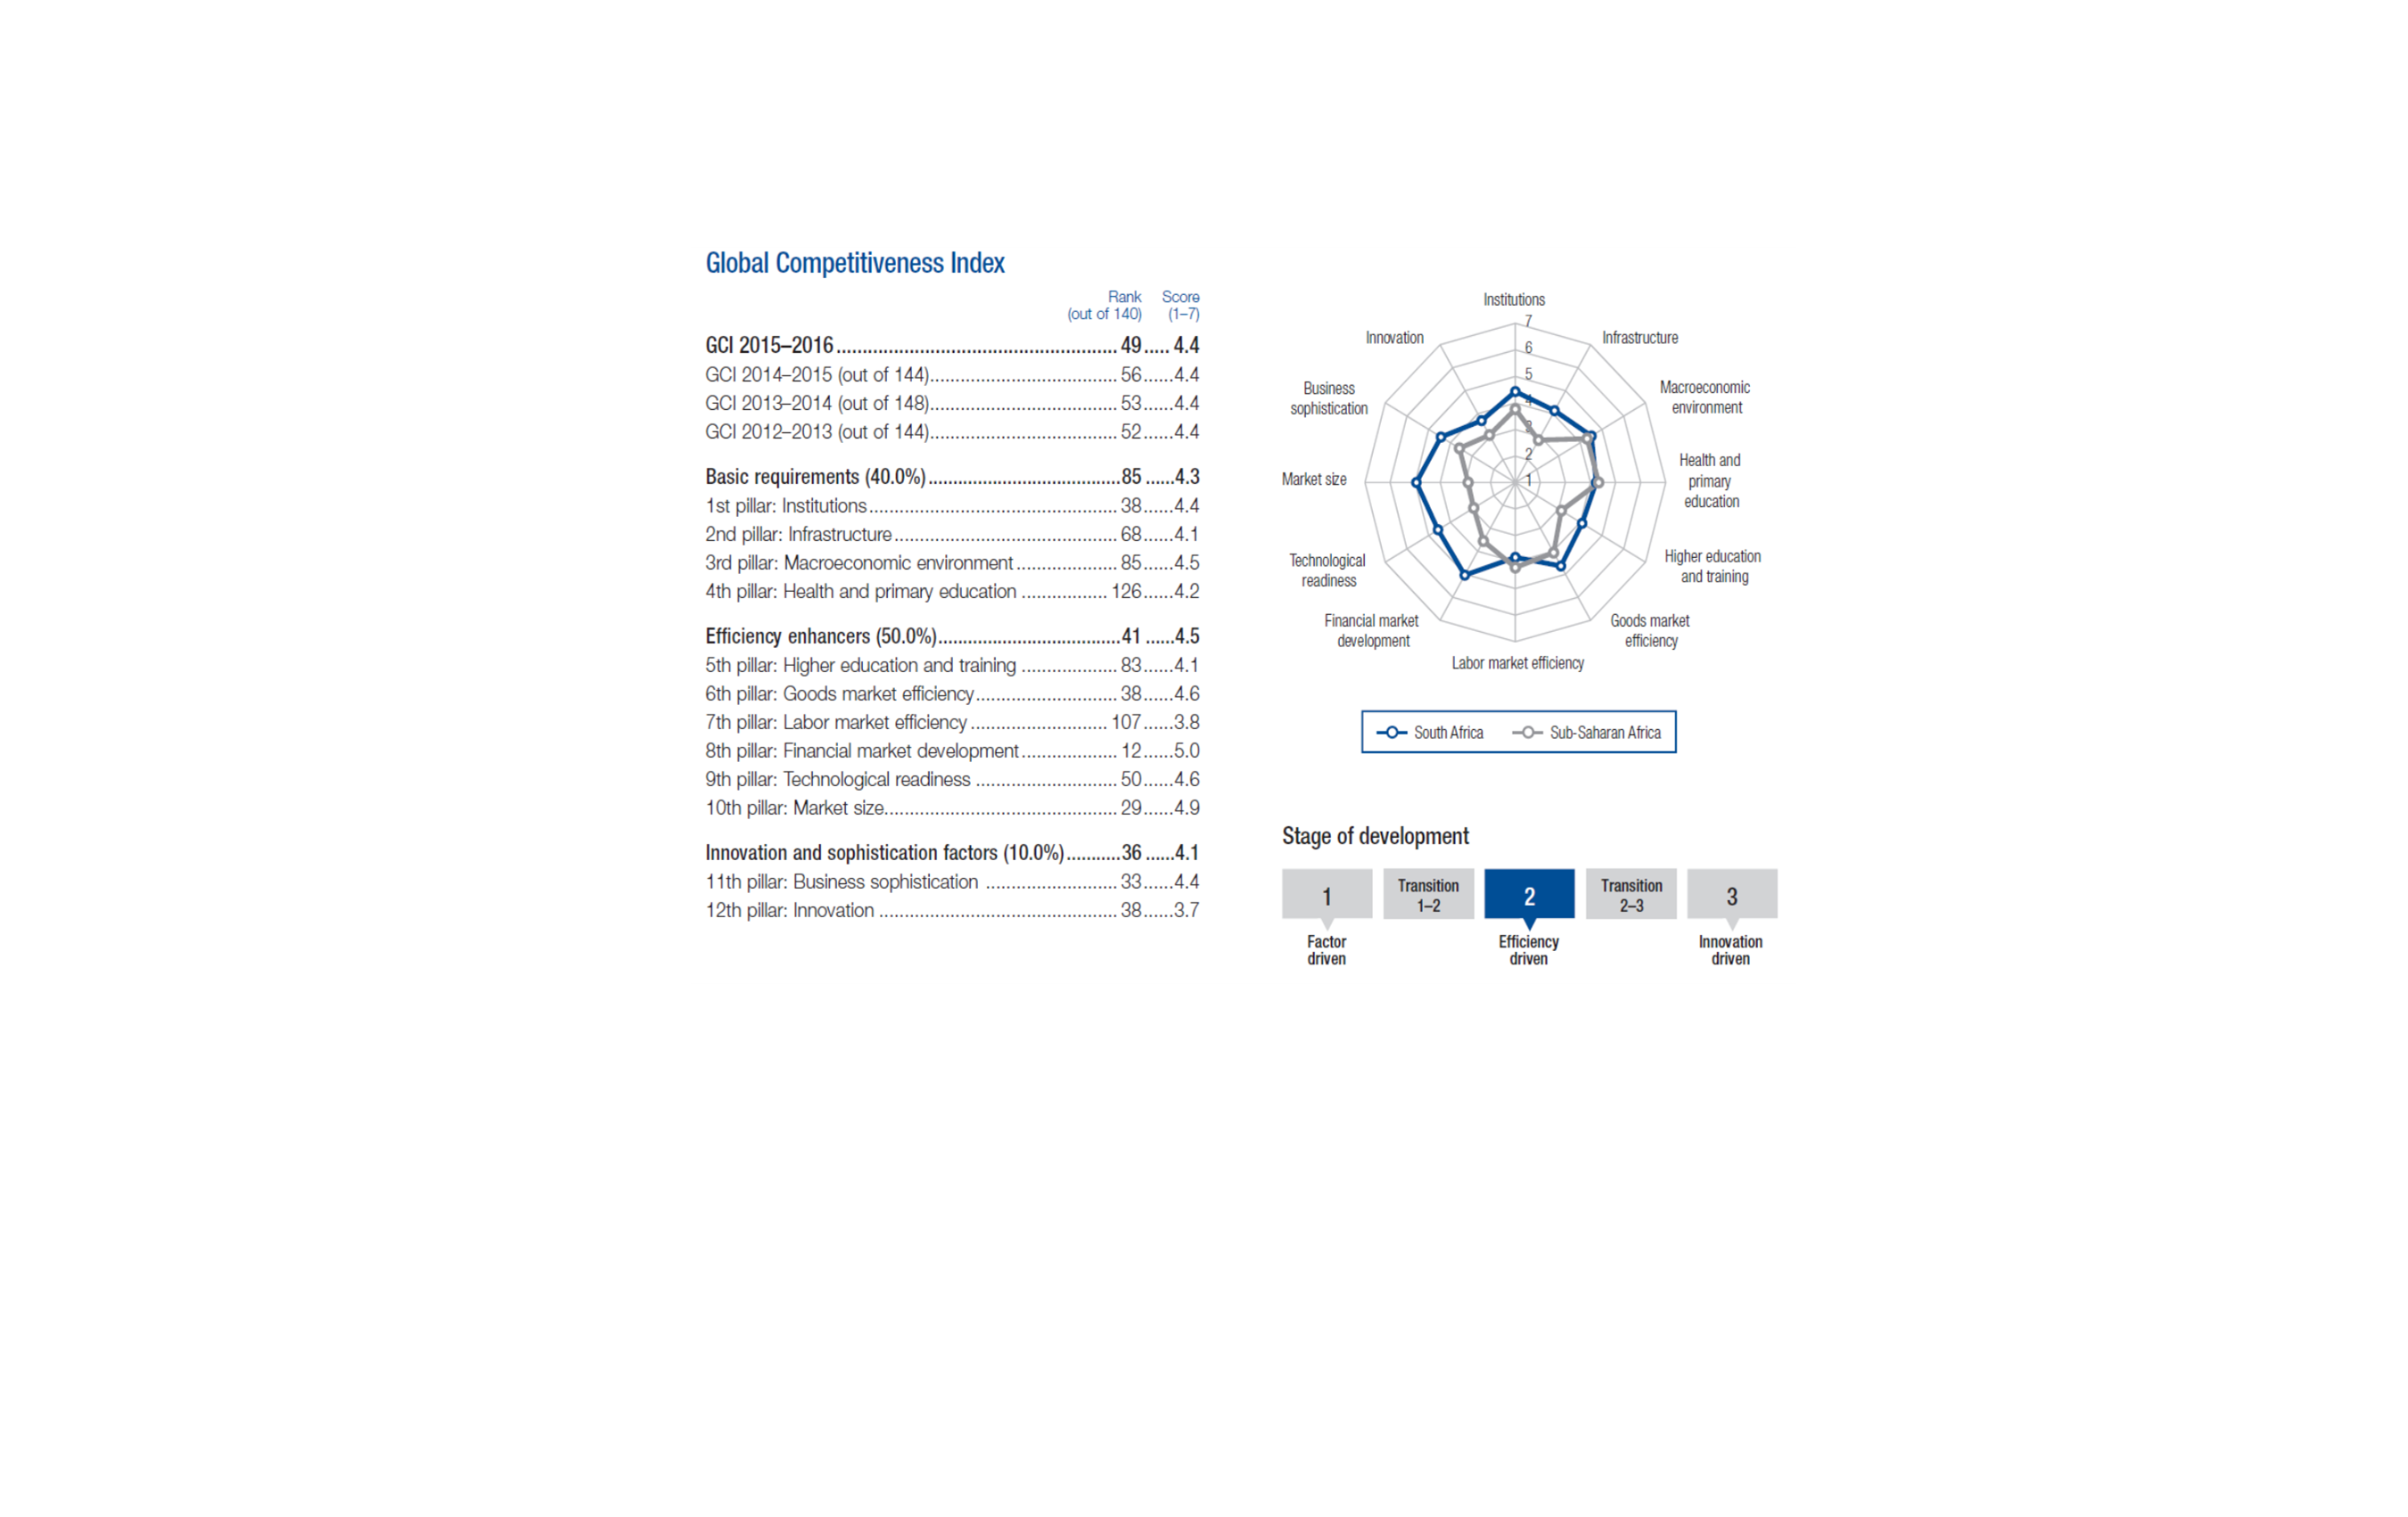 Global Competitiveness Index
Rank Score
(out of 140) (1–7)
GCI 2015–2016 ...................................................... 49 ..... 4.4
GCI 2014–2015 (out of 144) ..................................... 56 ...... 4.4
GCI 2013–2014 (out of 148) ..................................... 53 ...... 4.4
GCI 2012–2013 (out of 144) ..................................... 52 ...... 4.4
Basic requirements (40.0%) ....................................... 85 ...... 4.3
1st pillar: Institutions ................................................. 38 ...... 4.4
2nd pillar: Infrastructure ............................................ 68 ...... 4.1
3rd pillar: Macroeconomic environment .................... 85 ...... 4.5
4th pillar: Health and primary education ................. 126 ...... 4.2
Efficiency enhancers (50.0%) ..................................... 41 ...... 4.5
5th pillar: Higher education and training ................... 83 ...... 4.1
6th pillar: Goods market efficiency ............................ 38 ...... 4.6
7th pillar: Labor market efficiency ........................... 107 ...... 3.8
8th pillar: Financial market development ................... 12 ...... 5.0
9th pillar: Technological readiness ............................ 50 ...... 4.6
10th pillar: Market size .............................................. 29 ...... 4.9
Innovation and sophistication factors (10.0%) ........... 36 ...... 4.1
11th pillar: Business sophistication .......................... 33 ...... 4.4
12th pillar: Innovation ............................................... 38 ...... 3.7
Institutions
Infrastructure
Macroeconomic
environment
Health and
primary
education
Higher education
and training
Goods market
efficiency
Labor market efficiency
Financial market
development
Technological
readiness
Market size
Business
sophistication
Innovation
7
6
5
4
3
2
1
South Africa Sub-Saharan Africa
Stage of development
1
Transition
1–2
2
Transition
2–3
3
Factor
driven
Efficiency
driven
Innovation
driven